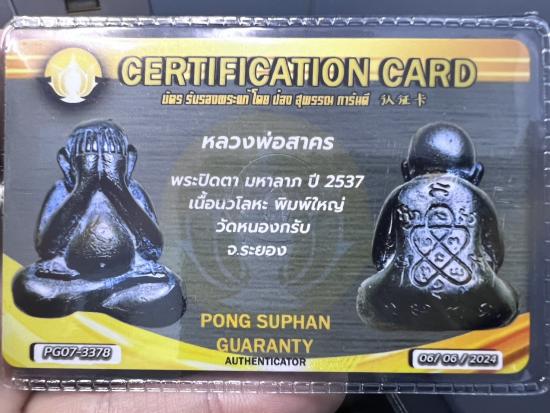 CERTIFICATION CARD
บัตร รับรองพระแท้ โดย ป๋อง สุพรรณ การันตี 认证卡
หลวงพ่อสาคร
พระปิดตา มหาลาภ ปี 2537
เนื้อนวโลหะ พิมพ์ใหญ่
วัดหนองกรับ
จ.ระยอง
PONG SUPHAN
GUARANTY
AUTHENTICATOR
PG07-3378
06/ 06 / 2024